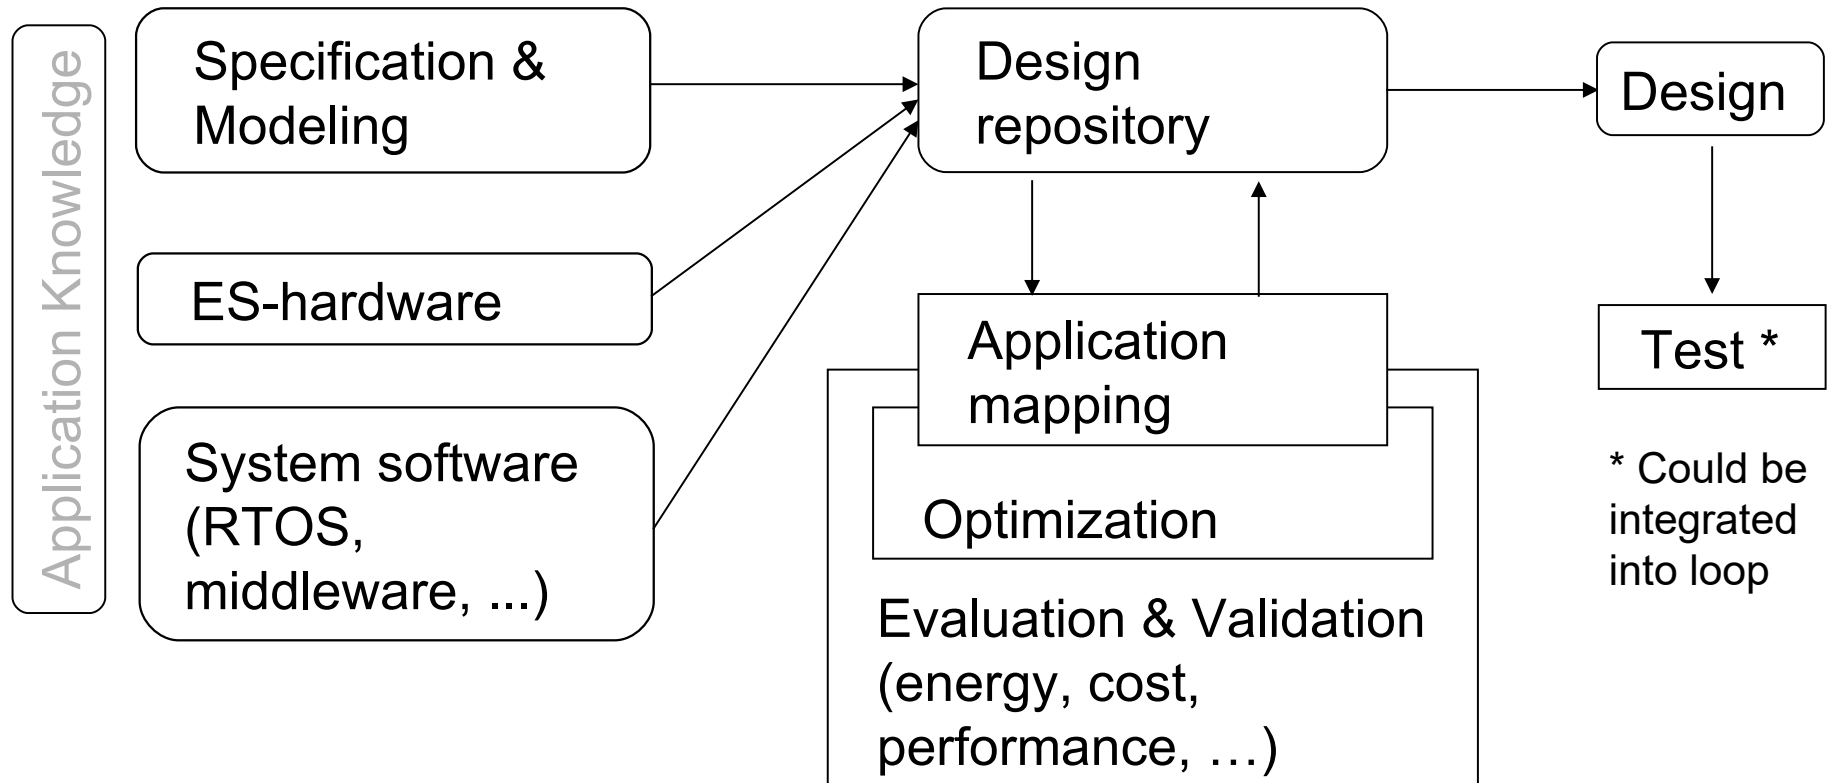 Application Knowledge
Specification &
Modeling
ES-hardware
System software
(RTOS,
middleware, ...)
Design
repository
Application
mapping
Optimization
Evaluation & Validation
(energy, cost,
performance, …)
Design
Test *
* Could be
integrated
into loop